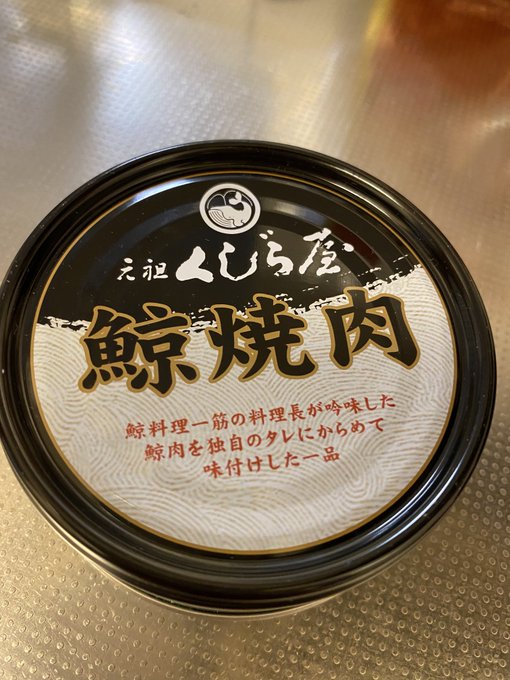 元祖くじら屋
鯨焼肉
鯨料理一筋の料理長が吟味した
鯨肉を独自のタレにからめて
味付けした一品